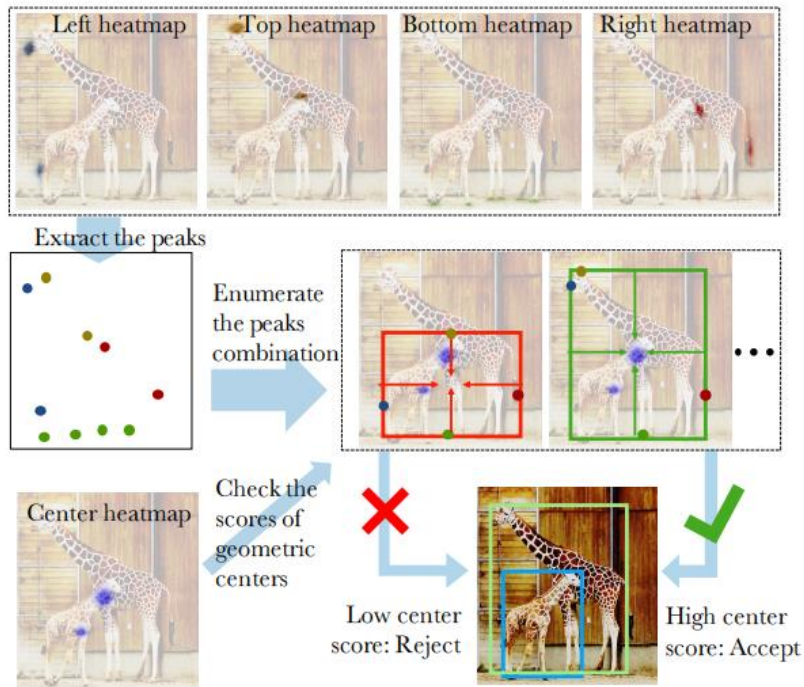 Left heatmap
Top heatmap
Bottom heatmap
Right heatmap
Extract the peaks
Enumerate
the peaks
combination
Center heatmap
Check the
scores of
geometric
centers
Low center
score: Reject
High center
score: Accept